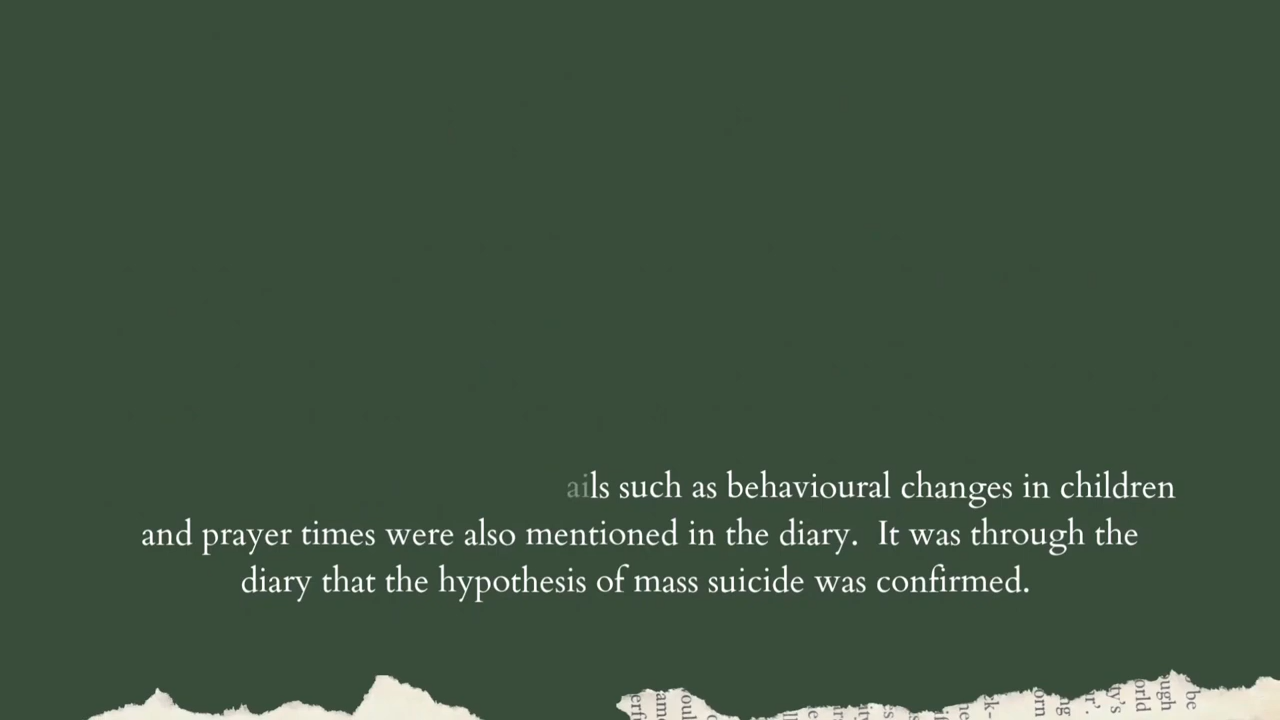 ails such as behavioural changes in children
and prayer times were also mentioned in the diary.  It was through the
diary that the hypothesis of mass suicide was confirmed.